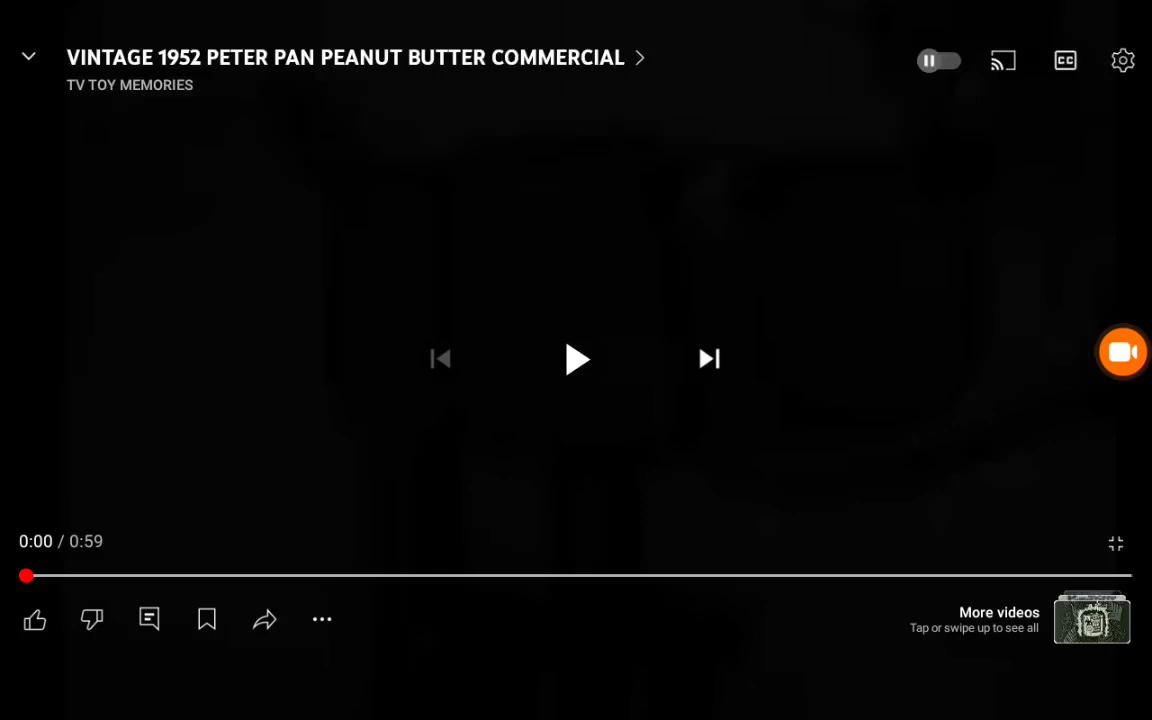 VINTAGE 1952 PETER PAN PEANUT BUTTER COMMERCIAL
TV TOY MEMORIES
CC
0:00 / 0:59
More videos
Tap or swipe up to see all